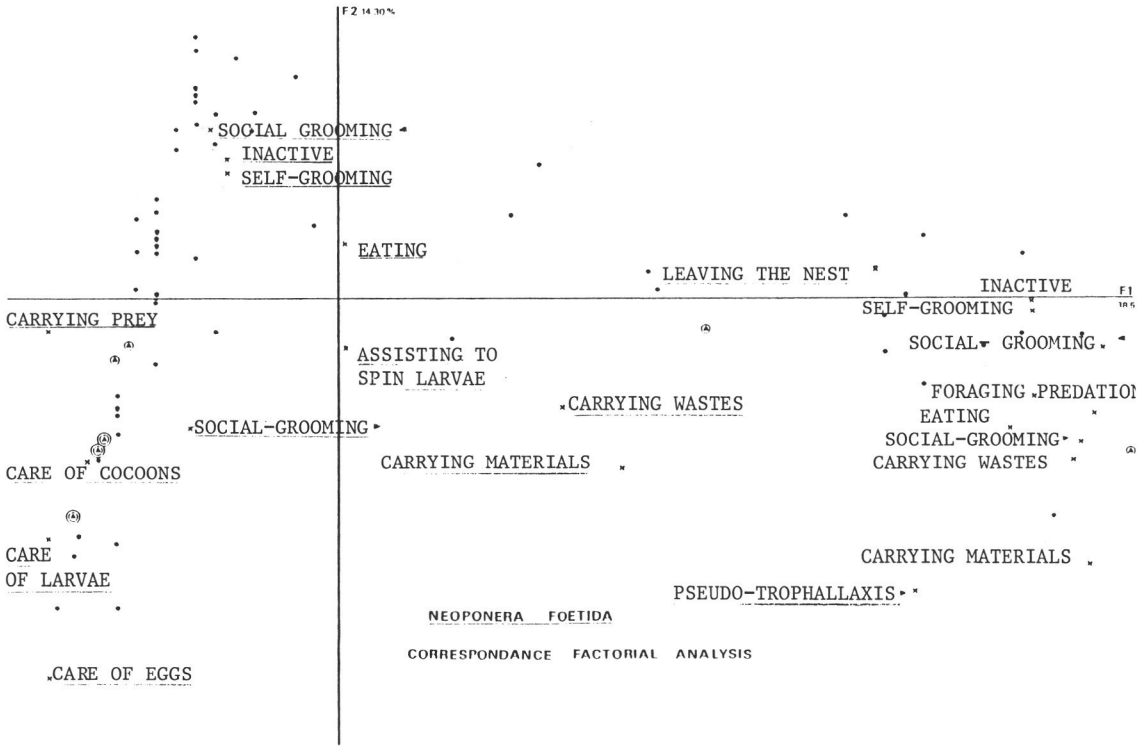 F2 14.30 %
SOCIAL GROOMING
INACTIVE
SELF-GROOMING
EATING
LEAVING THE NEST
INACTIVE
F1
CARRYING PREY
SELF-GROOMING
SOCIAL- GROOMING
ASSISTING TO
SPIN LARVAE
FORAGING PREDATION
CARRYING WASTES
EATING
SOCIAL-GROOMING
SOCIAL-GROOMING
CARRYING MATERIALS
CARRYING WASTES
CARE OF COCOONS
CARE
OF LARVAE
CARRYING MATERIALS
PSEUDO-TROPHALLAXIS
NEOPONERA FOETIDA
CORRESPONDANCE FACTORIAL ANALYSIS
CARE OF EGGS